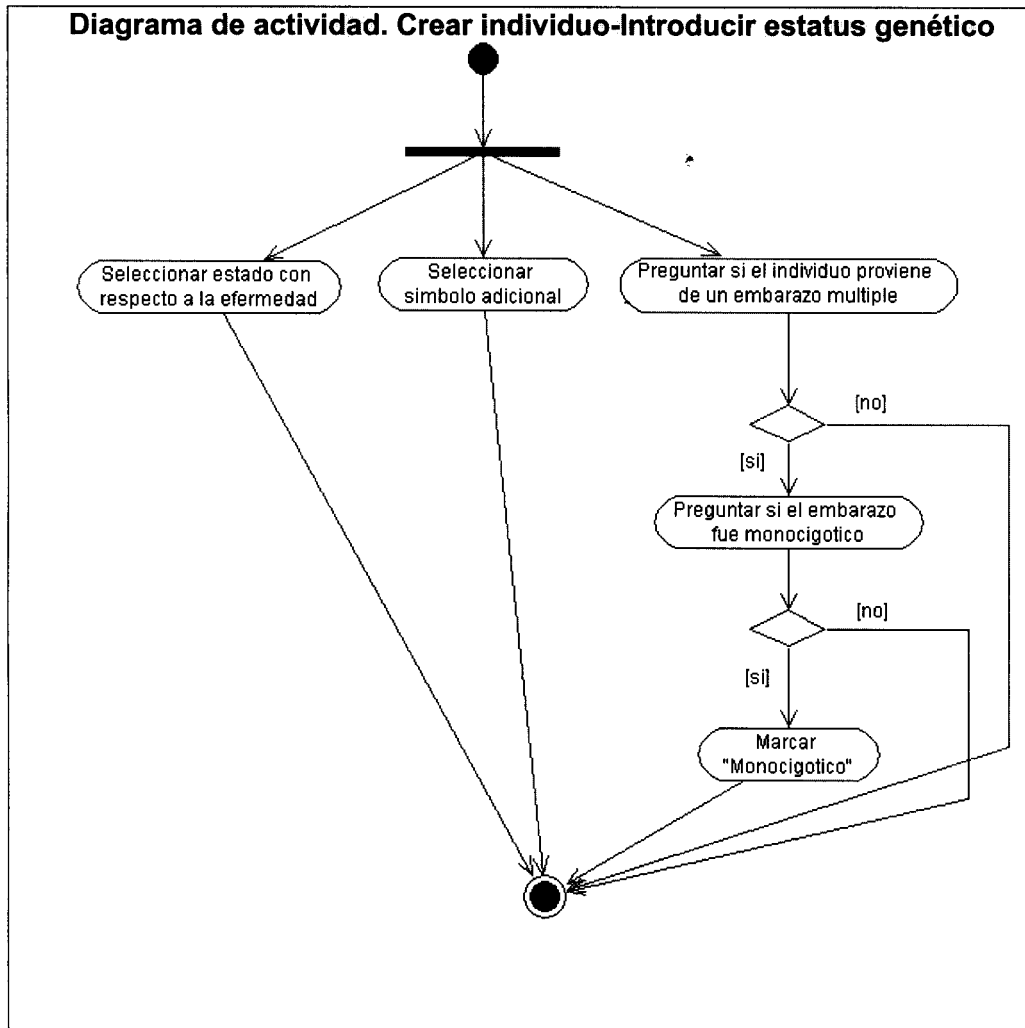 Diagrama de actividad. Crear individuo-Introducir estatus genético
Seleccionar estado con
respecto a la efermedad
Seleccionar
simbolo adicional
Preguntar si el individuo proviene
de un embarazo multiple
[no]
[si]
Preguntar si el embarazo
fue monocigotico
[no]
[si]
Marcar
"Monocigotico"